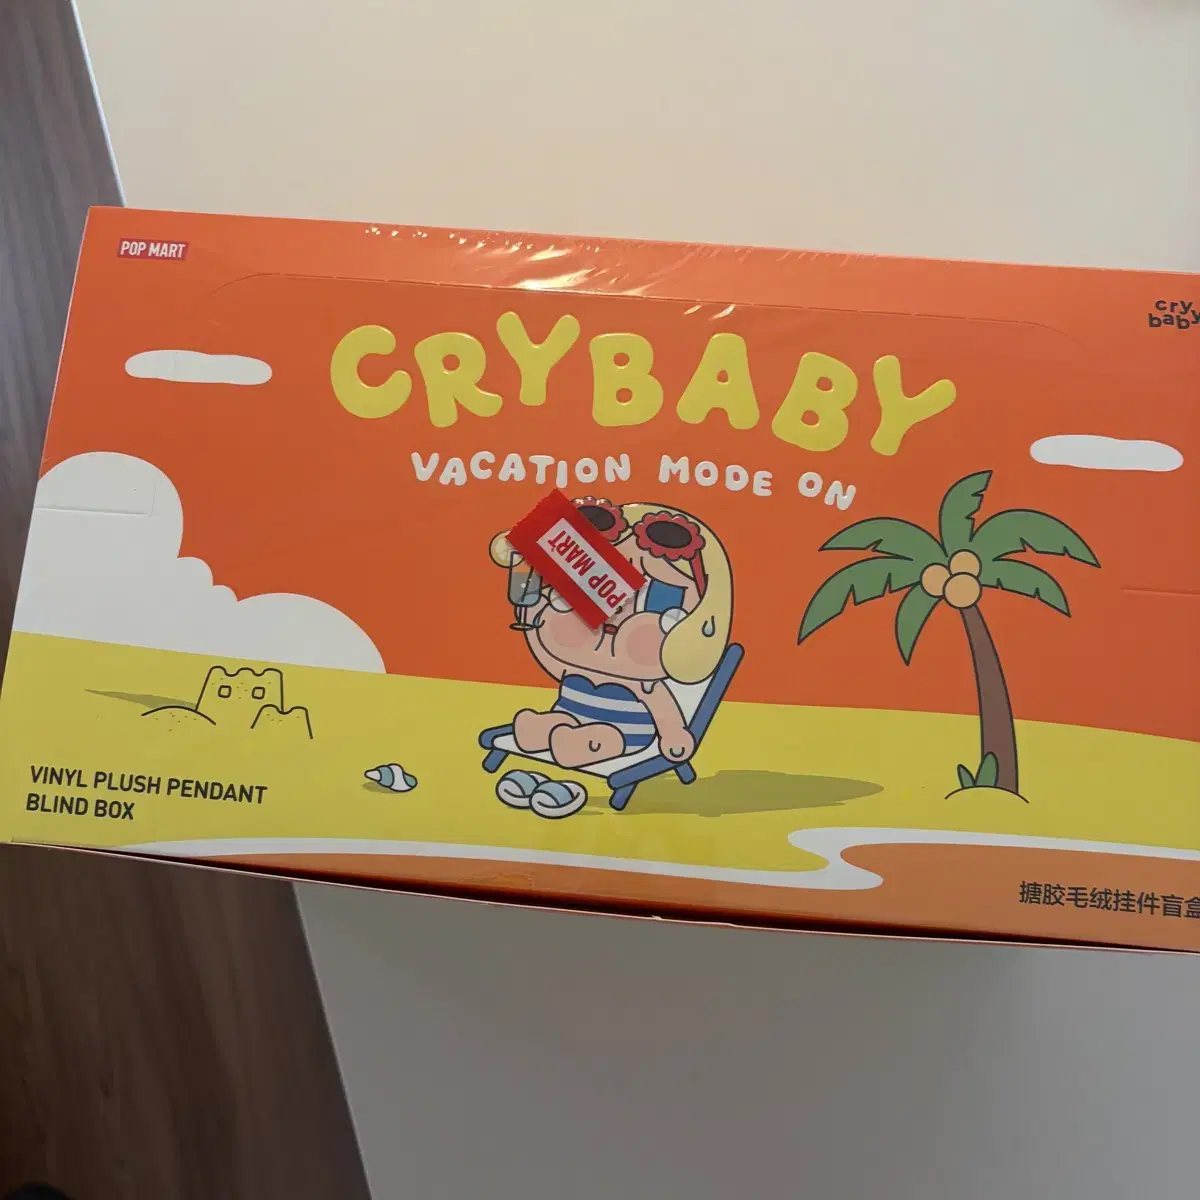 POP MART
cry
baby
CRYBABY
VACATION MODE ON
POP MART
VINYL PLUSH PENDANT
BLIND BOX
搪胶毛绒挂件盲盒